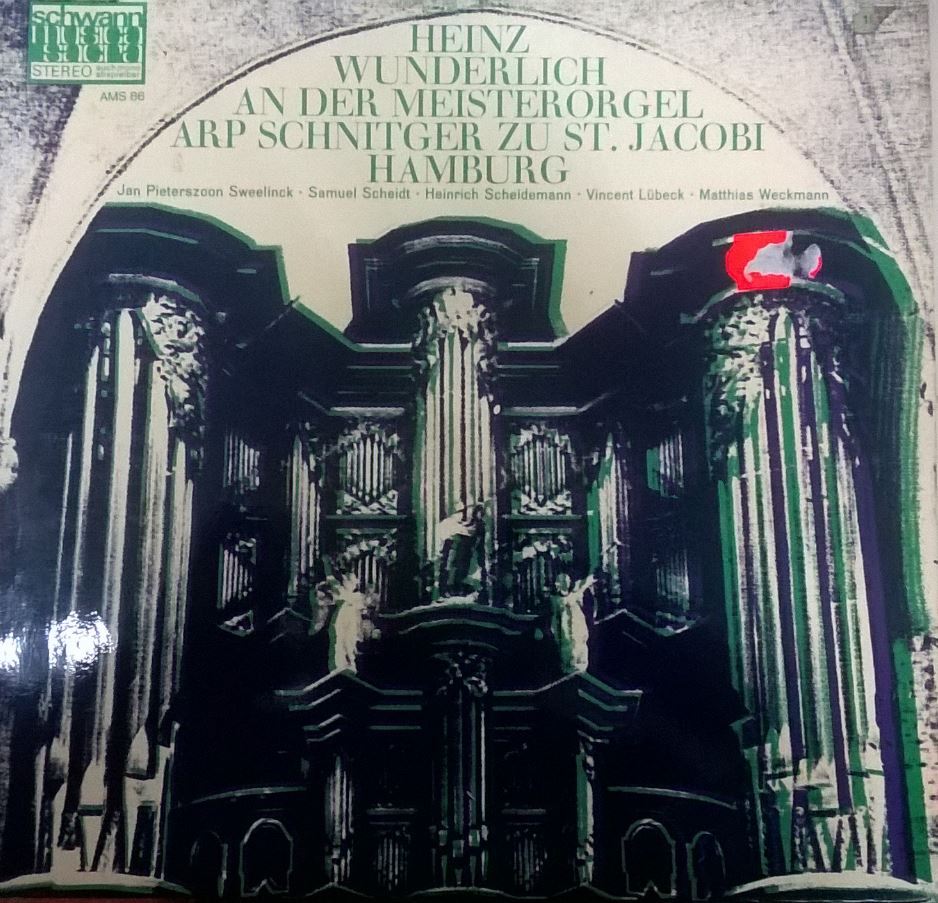 schwann
musica
sacra
STEREO
AMS 86
HEINZ
WUNDERLICH
AN DER MEISTERORGEL
ARP SCHNITGER ZU ST. JACOBI
HAMBURG
Jan Pieterszoon Sweelinck · Samuel Scheidt · Heinrich Scheidemann · Vincent Lübeck · Matthias Weckmann